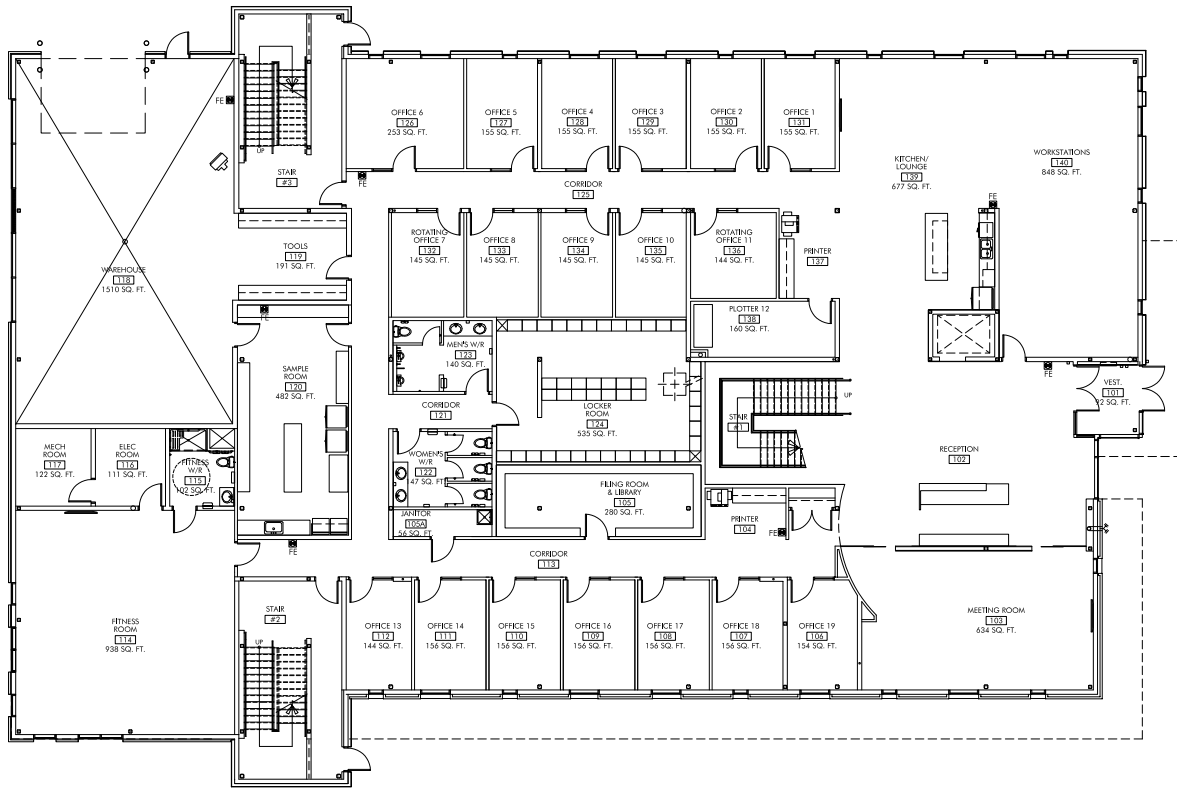 OFFICE 6
126
253 SQ. FT.
OFFICE 5
127
155 SQ. FT.
OFFICE 4
128
155 SQ. FT.
OFFICE 3
129
155 SQ. FT.
OFFICE 2
130
155 SQ. FT.
OFFICE 1
131
155 SQ. FT.
FE
UP
STAIR
#3
FE
KITCHEN/
LOUNGE
139
677 SQ. FT.
WORKSTATIONS
140
848 SQ. FT.
CORRIDOR
125
FE
TOOLS
119
191 SQ. FT.
ROTATING
OFFICE 7
132
145 SQ. FT.
OFFICE 8
133
145 SQ. FT.
OFFICE 9
134
145 SQ. FT.
OFFICE 10
135
145 SQ. FT.
ROTATING
OFFICE 11
136
144 SQ. FT.
PRINTER
137
WAREHOUSE
118
1510 SQ. FT.
FE
PLOTTER 12
138
160 SQ. FT.
MEN'S W/R
123
140 SQ. FT.
SAMPLE
ROOM
120
482 SQ. FT.
CORRIDOR
121
LOCKER
ROOM
124
535 SQ. FT.
STAIR
#1
UP
FE
VEST.
101
92 SQ. FT.
MECH
ROOM
117
122 SQ. FT.
ELEC
ROOM
116
111 SQ. FT.
FITNESS
W/R
115
102 SQ. FT.
WOMEN'S
W/R
122
147 SQ. FT.
RECEPTION
102
FILING ROOM
& LIBRARY
105
280 SQ. FT.
JANITOR
105A
56 SQ. FT.
PRINTER
104
FE
FE
CORRIDOR
113
STAIR
#2
UP
FITNESS
ROOM
114
938 SQ. FT.
OFFICE 13
112
144 SQ. FT.
OFFICE 14
111
156 SQ. FT.
OFFICE 15
110
156 SQ. FT.
OFFICE 16
109
156 SQ. FT.
OFFICE 17
108
156 SQ. FT.
OFFICE 18
107
156 SQ. FT.
OFFICE 19
106
154 SQ. FT.
MEETING ROOM
103
634 SQ. FT.